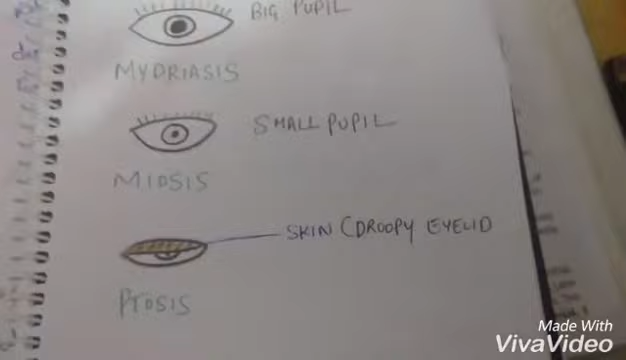 BIG PUPIL
MYDRIASIS
SMALL PUPIL
MIOSIS
SKIN (DROOPY EYELID
PTOSIS
Made With
VivaVideo